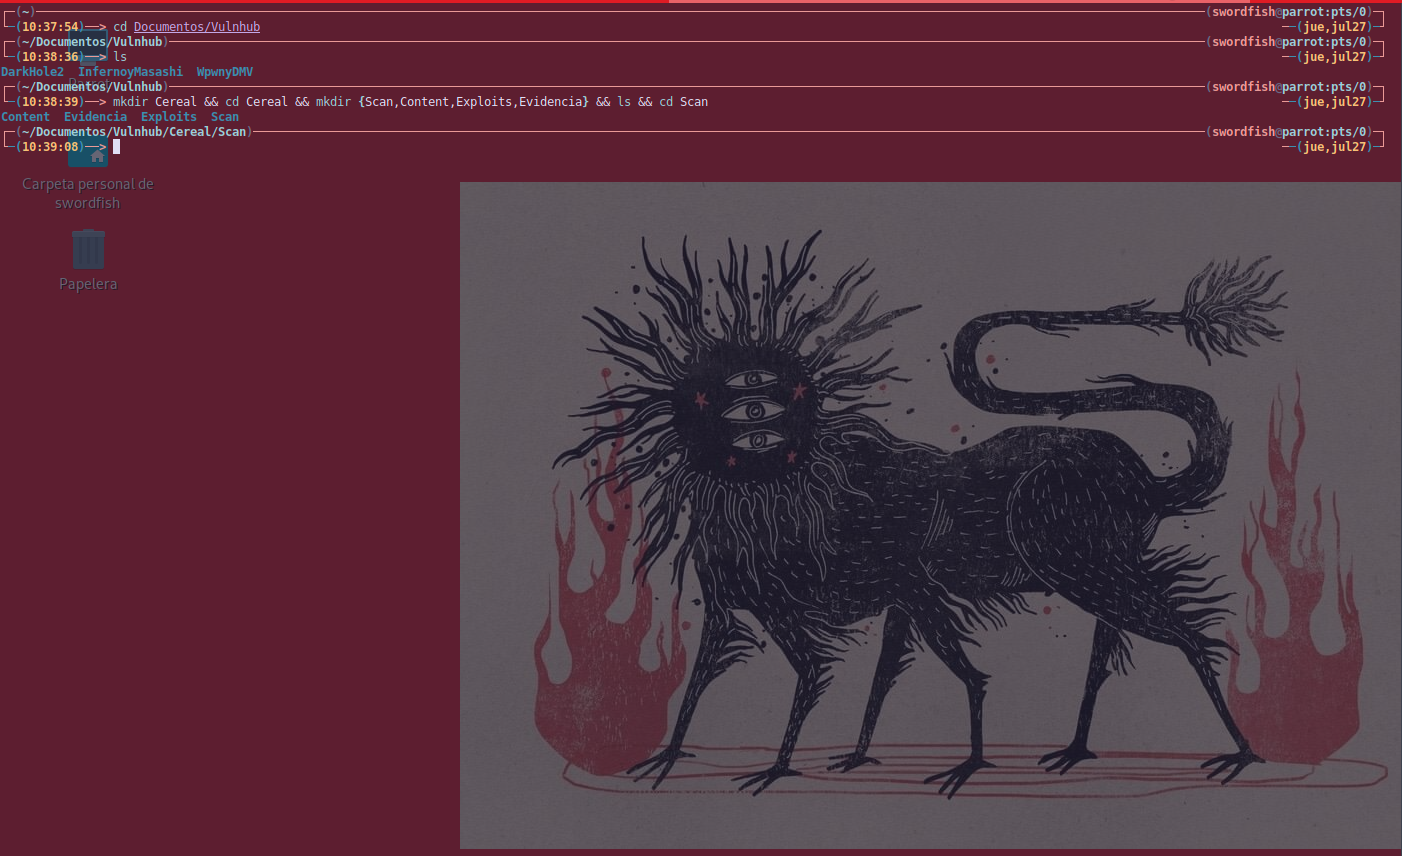 (~) (swordfish@parrot:pts/0)
(10:37:54)──> cd Documentos/Vulnhub (jue,jul27)
(~/Documentos/Vulnhub) (swordfish@parrot:pts/0)
(10:38:36)──> ls (jue,jul27)
DarkHole2 InfernoyMasashi WpwnyDMV
(~/Documentos/Vulnhub) (swordfish@parrot:pts/0)
(10:38:39)──> mkdir Cereal && cd Cereal && mkdir {Scan,Content,Exploits,Evidencia} && ls && cd Scan (jue,jul27)
Content Evidencia Exploits Scan
(~/Documentos/Vulnhub/Cereal/Scan) (swordfish@parrot:pts/0)
(10:39:08)──> (jue,jul27)
Carpeta personal de
swordfish
Papelera